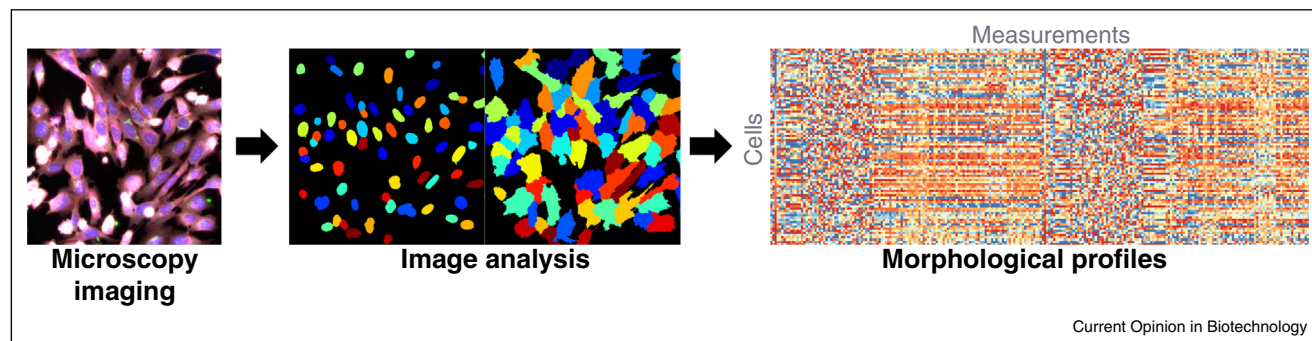 Measurements
Cells
Microscopy
imaging
Image analysis
Morphological profiles
Current Opinion in Biotechnology